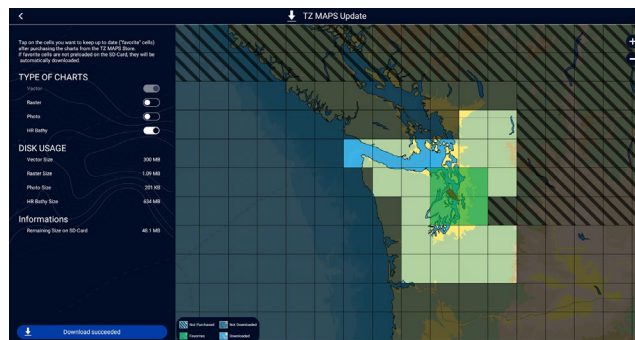 TZ MAPS Update
Tap on the cells you want to keep up to date ("favorite" cells)
after purchasing the charts from the TZ MAPS Store.
If favorite cells are not preloaded on the SD-Card, they will be
automatically downloaded.
TYPE OF CHARTS
Vector
Raster
Photo
HR Bathy
DISK USAGE
Vector Size 300 MB
Raster Size 1.09 MB
Photo Size 201 KB
HR Bathy Size 634 MB
Informations
Remaining Size on SD-Card 48.1 MB
Download succeeded
Not Purchased Not Downloaded
Favorites Downloaded